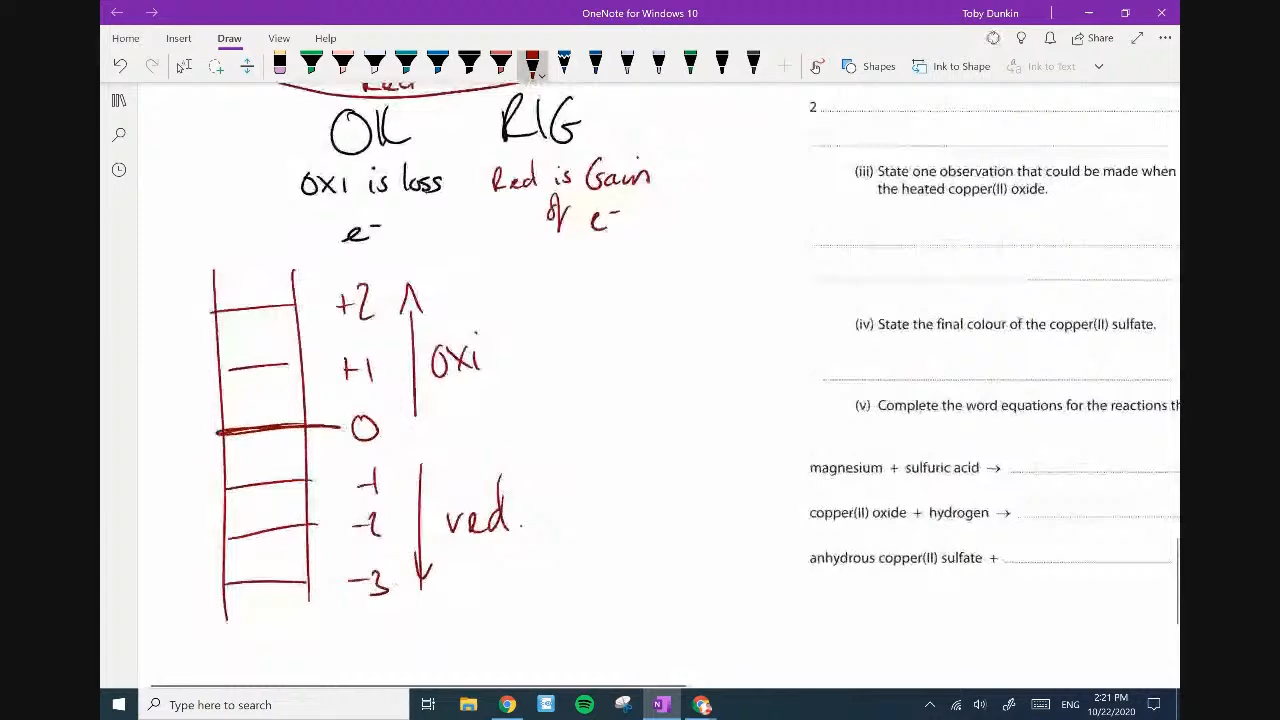 OneNote for Windows 10
Toby Dunkin
Home Insert Draw View Help
Share
Shapes
Ink to Shape
Ink to Text
Red
OIL RIG
oxi is loss
e-
Red is Gain
of e-
+2
+1
0
-1
-2
-3
oxi
red.
2
(iii) State one observation that could be made when
the heated copper(II) oxide.
(iv) State the final colour of the copper(II) sulfate.
(v) Complete the word equations for the reactions th
magnesium + sulfuric acid →
copper(II) oxide + hydrogen →
anhydrous copper(II) sulfate +
Type here to search
ENG
2:21 PM
10/22/2020